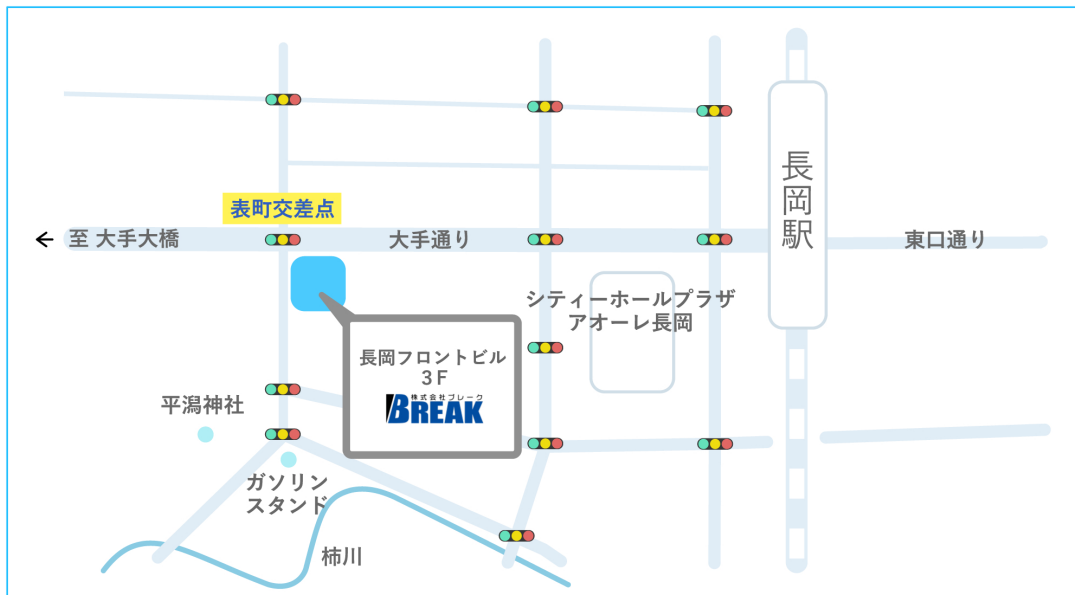 表町交差点
至 大手大橋
大手通り
長岡駅
東口通り
シティーホールプラザ
アオーレ長岡
長岡フロントビル
3F
株式会社ブレーク
BREAK
平潟神社
ガソリン
スタンド
柿川